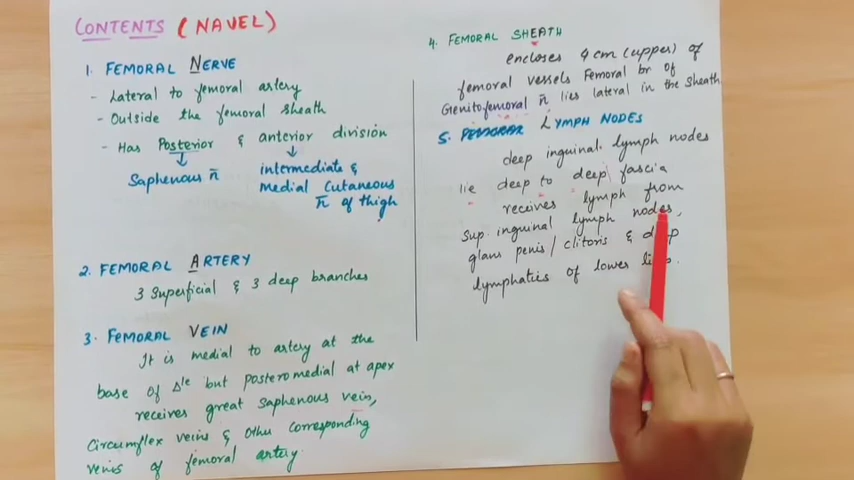 CONTENTS (NAVEL)
1. FEMORAL NERVE
- Lateral to femoral artery
- Outside the femoral sheath
- Has Posterior & anterior division
Saphenous n̄
intermediate &
medial cutaneous
n̄ of thigh
2. FEMORAL ARTERY
3 Superficial & 3 deep branches
3. FEMORAL VEIN
It is medial to artery at the
base of Δle but posteromedial at apex
receives great saphenous vein,
circumflex veins & other corresponding
veins of femoral artery
4. FEMORAL SHEATH
encloses 4 cm (upper) of
femoral vessels Femoral br of
Genitofemoral n̄ lies lateral in the sheath
5. FEMORAL LYMPH NODES
deep inguinal lymph nodes
lie deep to deep fascia
receives lymph from
Sup. inguinal lymph nodes,
glans penis/clitoris &
lymphatics of lower